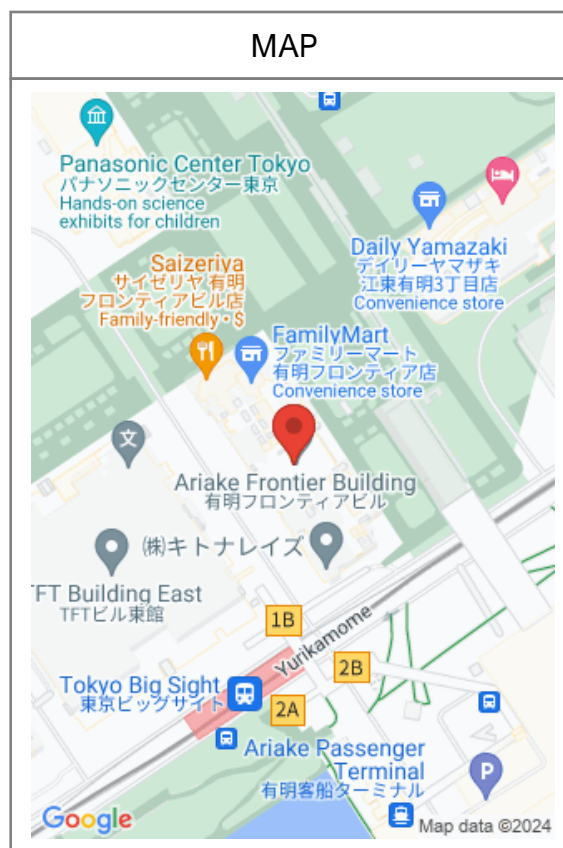 MAP
Panasonic Center Tokyo
パナソニックセンター東京
Hands-on science
exhibits for children
Daily Yamazaki
デイリーヤマザキ
江東有明3丁目店
Convenience store
Saizeriya
サイゼリヤ 有明
フロンティアビル店
Family-friendly • $
FamilyMart
ファミリーマート
有明フロンティア店
Convenience store
文
Ariake Frontier Building
有明フロンティアビル
㈱キトナレイズ
TFT Building East
TFTビル東館
1B
Yurikamome
2B
Tokyo Big Sight
東京ビッグサイト
2A
Ariake Passenger
Terminal
有明客船ターミナル
P
Google
Map data ©2024